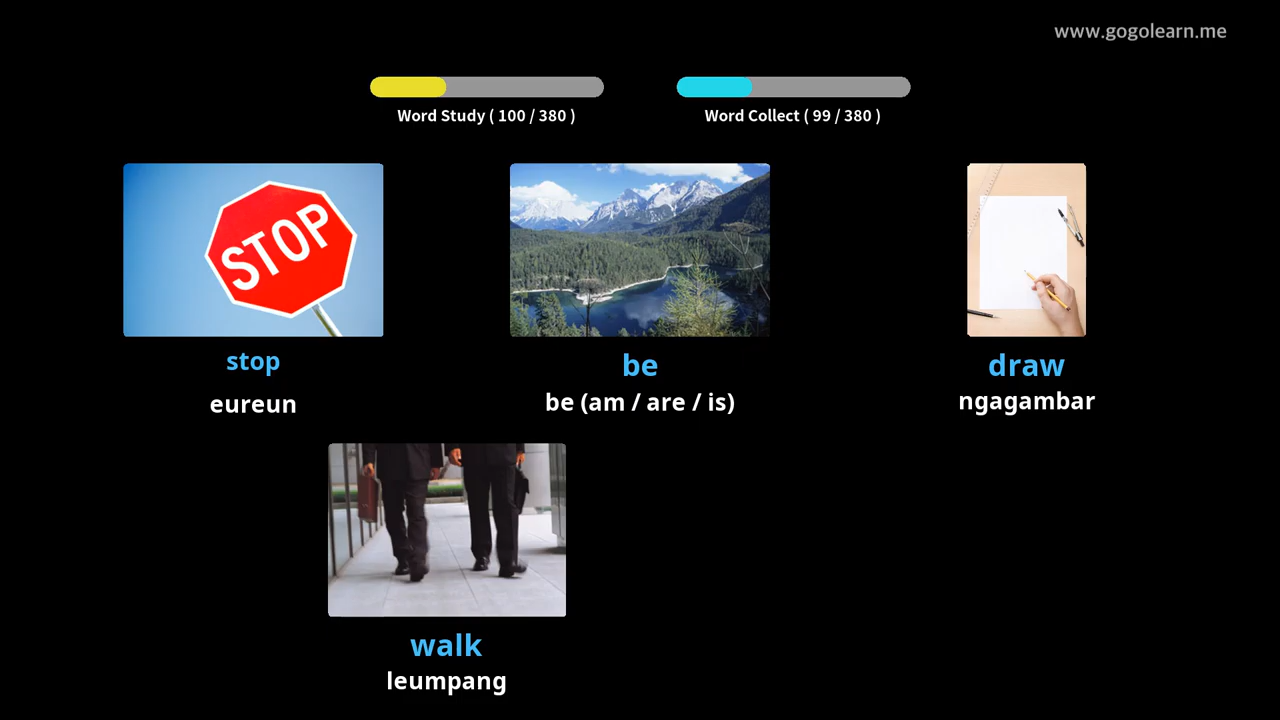 www.gogolearn.me
Word Study ( 100 / 380 )
Word Collect ( 99 / 380 )
STOP
stop
eureun
be
be (am / are / is)
draw
ngagambar
walk
leumpang